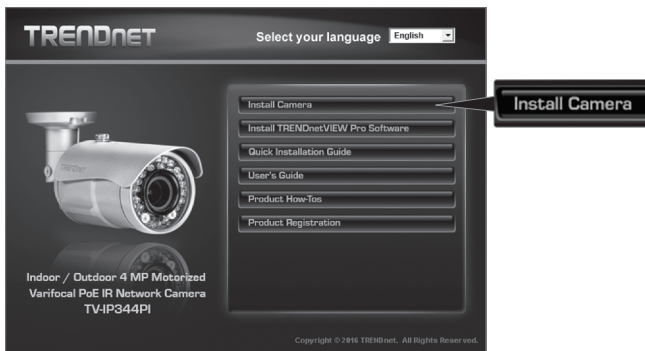 TRENDNET
Select your language English
Install Camera
Install Camera
Install TRENDnetVIEW Pro Software
Quick Installation Guide
User's Guide
Product How-Tos
Product Registration
TRENDNET
Indoor / Outdoor 4 MP Motorized
Varifocal PoE IR Network Camera
TV-IP344PI
Copyright © 2016 TRENDnet. All Rights Reserved.